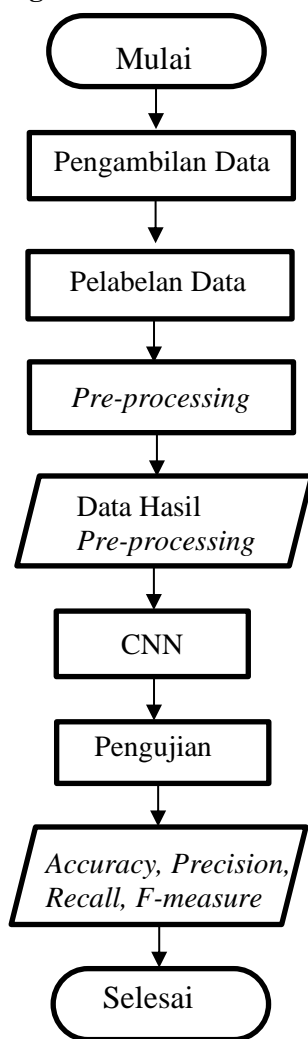 Mulai
Pengambilan Data
Pelabelan Data
Pre-processing
Data Hasil
Pre-processing
CNN
Pengujian
Accuracy, Precision,
Recall, F-measure
Selesai